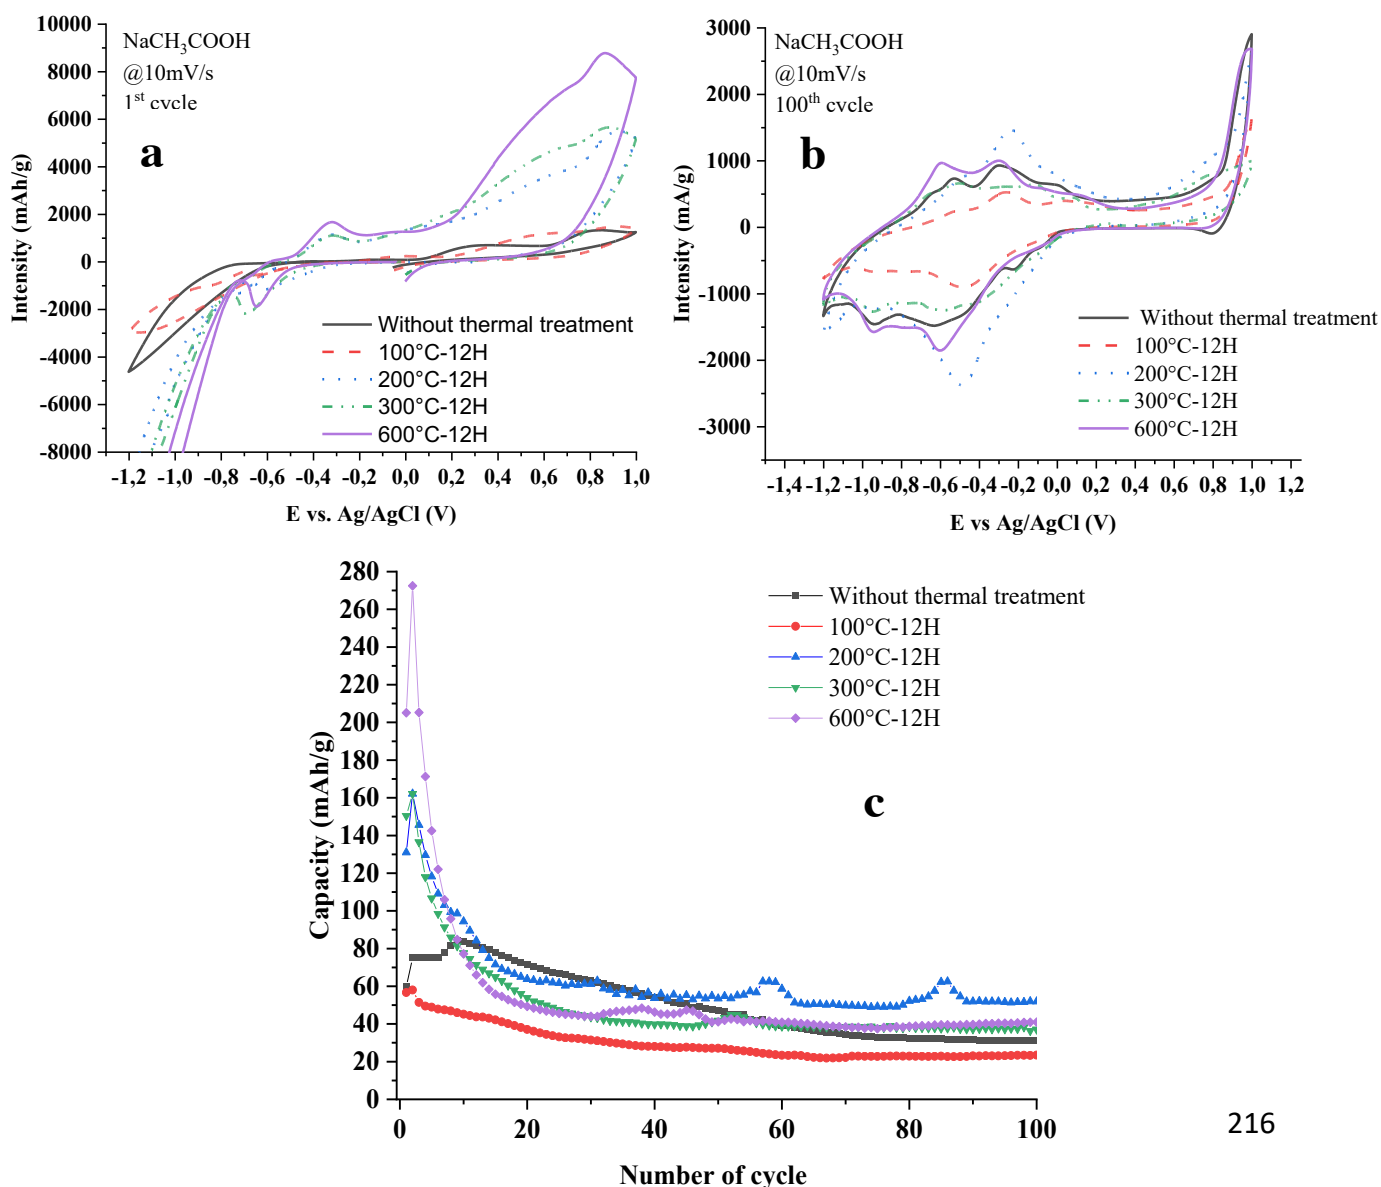 10000
8000
6000
4000
2000
0
-2000
-4000
-6000
-8000
Intensity (mAh/g)
NaCH₃COOH
@10mV/s
1ˢᵗ cycle
a
Without thermal treatment
100°C-12H
200°C-12H
300°C-12H
600°C-12H
-1,2 -1,0 -0,8 -0,6 -0,4 -0,2 0,0 0,2 0,4 0,6 0,8 1,0
E vs. Ag/AgCl (V)
3000
2000
1000
0
-1000
-2000
-3000
Intensity (mA/g)
NaCH₃COOH
@10mV/s
100ᵗʰ cycle
b
Without thermal treatment
100°C-12H
200°C-12H
300°C-12H
600°C-12H
-1,4 -1,2 -1,0 -0,8 -0,6 -0,4 -0,2 0,0 0,2 0,4 0,6 0,8 1,0 1,2
E vs Ag/AgCl (V)
280
260
240
220
200
180
160
140
120
100
80
60
40
20
0
Capacity (mAh/g)
Without thermal treatment
100°C-12H
200°C-12H
300°C-12H
600°C-12H
c
0 20 40 60 80 100
Number of cycle
216